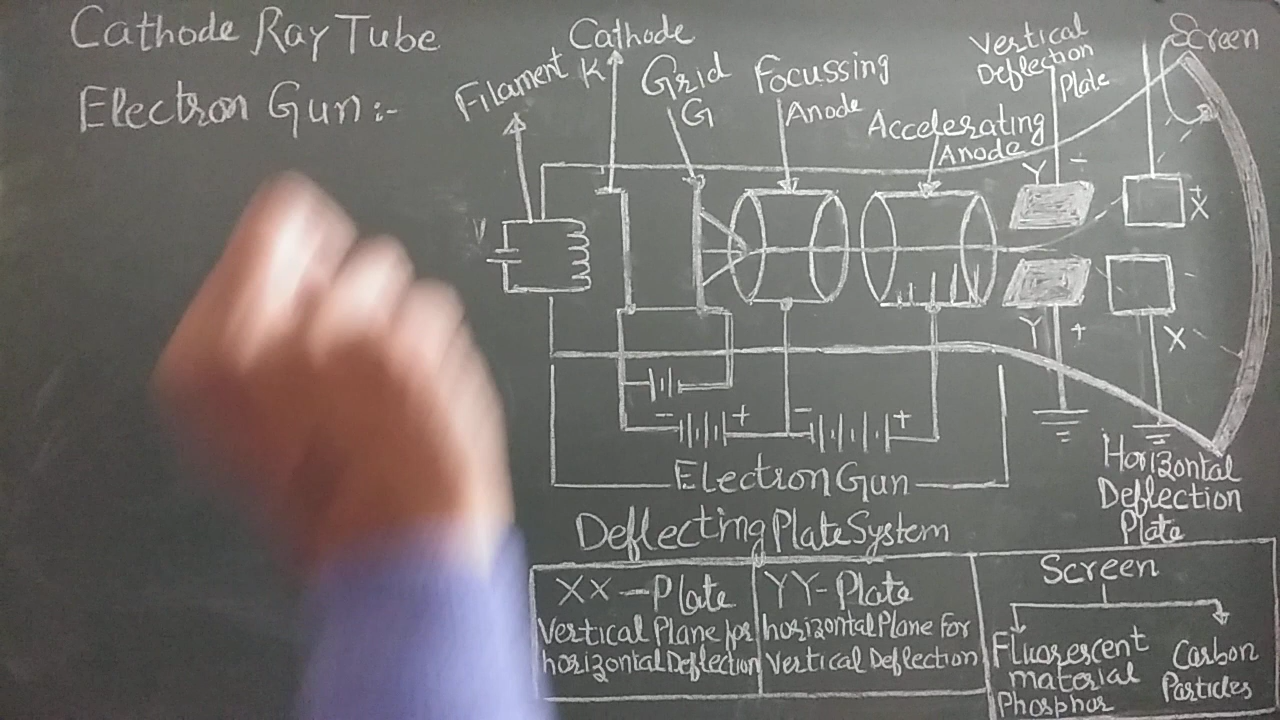 Cathode Ray Tube
Electron Gun:-
Filament
Cathode
K
Grid
G
Focussing
Anode
Accelerating
Anode
Vertical
Deflection
Plate
Screen
V
Y -
+
X
Y +
X
- +
- +
Electron Gun
Horizontal
Deflection
Plate
Deflecting Plate System
XX-Plate
Vertical Plane for
horizontal Deflection
YY-Plate
horizontal Plane for
Vertical Deflection
Screen
Fluorescent
material
Phosphor
Carbon
Particles